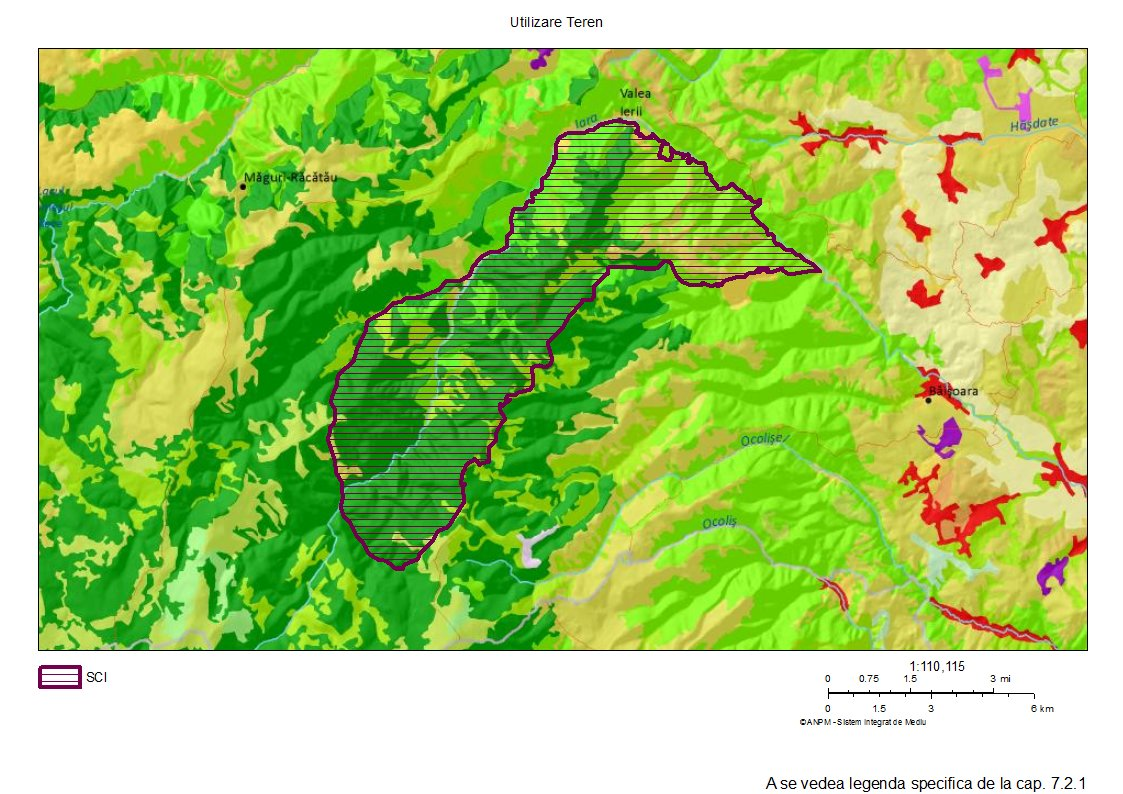 Utilizare Teren
Valea
Ierii
Iara
Hășdate
Măguri-Răcătău
Băișoara
Ocolișel
Ocoliș
SCI
1:110,115
0 0.75 1.5 3 mi
0 1.5 3 6 km
©ANPM - Sistem Integrat de Mediu
A se vedea legenda specifica de la cap. 7.2.1